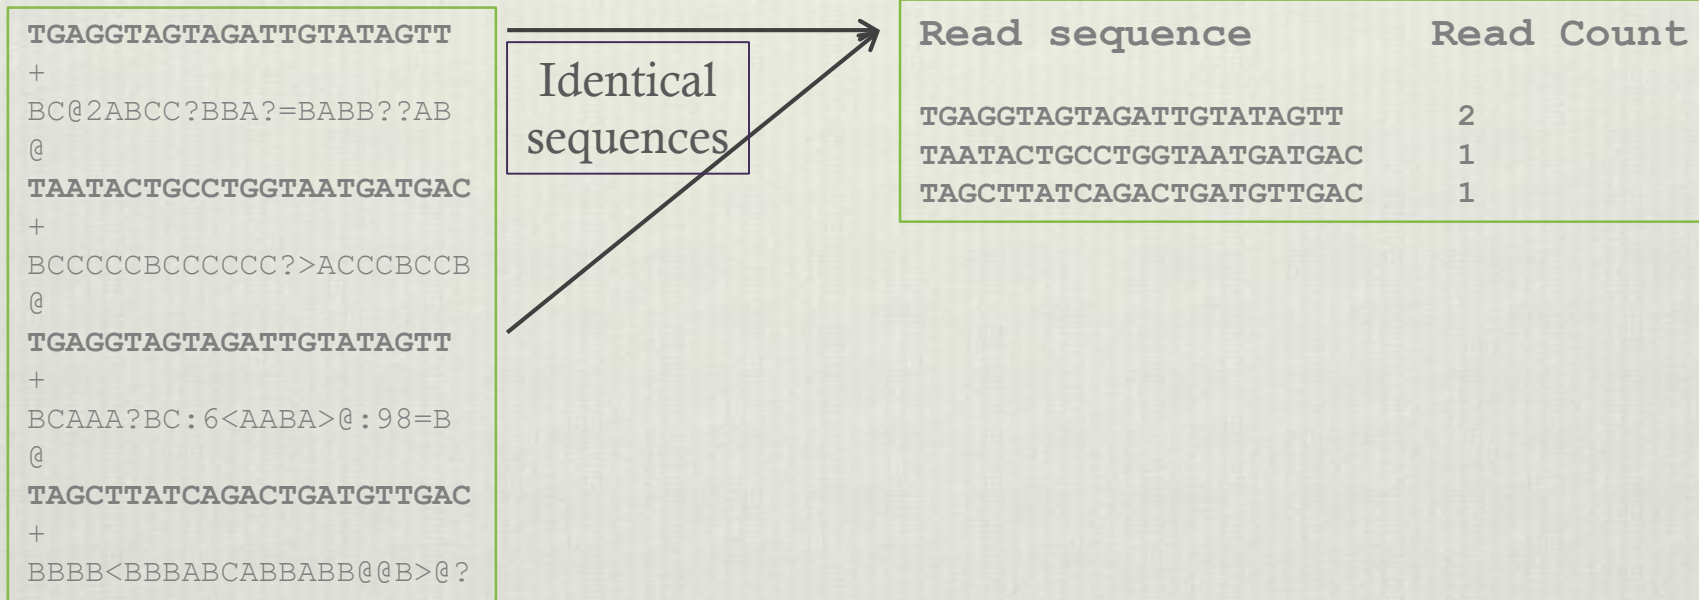 TGAGGTAGTAGATTGTATAGTT
+
BC@2ABCC?BBA?=BABB??AB
@
TAATACTGCCTGGTAATGATGAC
+
BCCCCCBCCCCCC?>ACCCBCCB
@
TGAGGTAGTAGATTGTATAGTT
+
BCAAA?BC:6<AABA>@:98=B
@
TAGCTTATCAGACTGATGTTGAC
+
BBBB<BBBABCABBABB@@B>@?
Identical
sequences
Read sequence Read Count
TGAGGTAGTAGATTGTATAGTT 2
TAATACTGCCTGGTAATGATGAC 1
TAGCTTATCAGACTGATGTTGAC 1